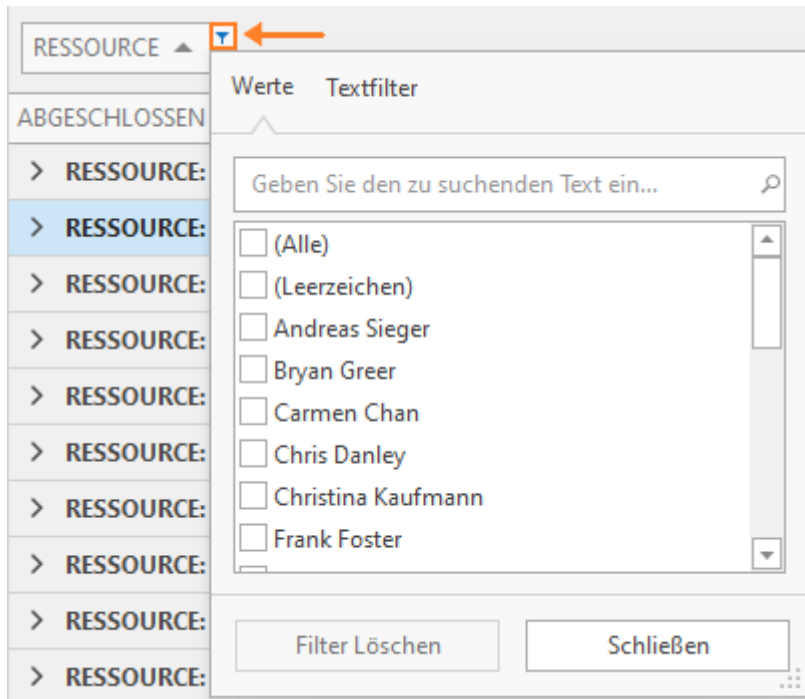 RESSOURCE
Werte Textfilter
ABGESCHLOSSEN
RESSOURCE:
Geben Sie den zu suchenden Text ein...
RESSOURCE:
(Alle)
RESSOURCE:
(Leerzeichen)
RESSOURCE:
Andreas Sieger
Bryan Greer
RESSOURCE:
Carmen Chan
RESSOURCE:
Chris Danley
RESSOURCE:
Christina Kaufmann
Frank Foster
RESSOURCE:
RESSOURCE:
Filter Löschen Schließen
RESSOURCE: